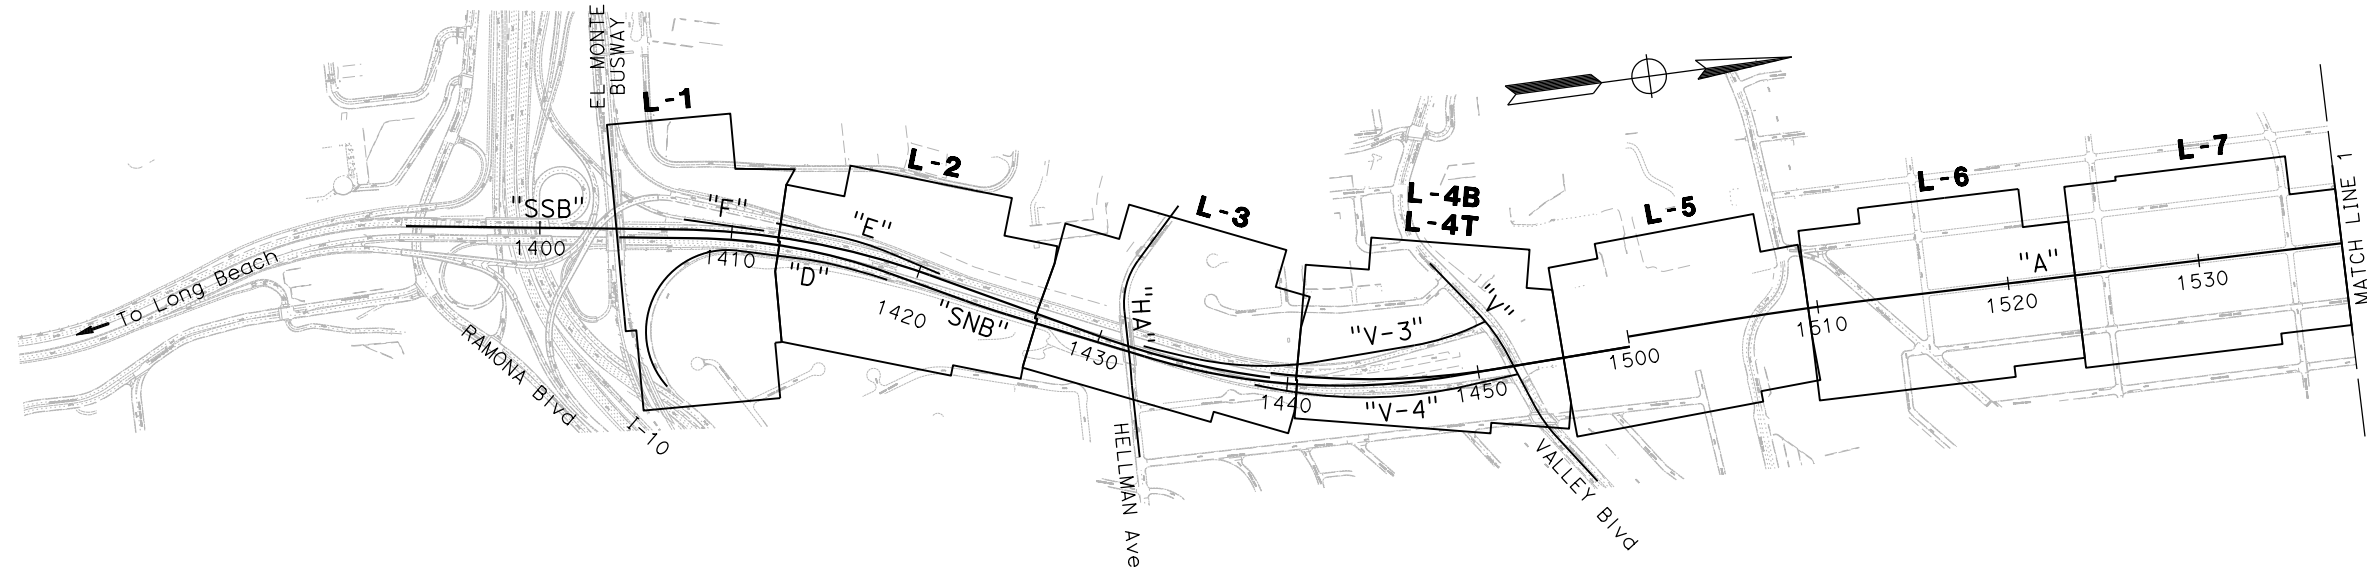 EL MONTE
BUSWAY
L-1
L-2
L-3
L-4B
L-4T
L-5
L-6
L-7
MATCH LINE 1
"SSB"
1400
"F"
1410
"E"
"D"
1420
"SNB"
1430
"HA"
1440
"V-3"
"V-4"
1450
"V"
1500
1510
"A"
1520
1530
To Long Beach
RAMONA Blvd
I-10
HELLMAN Ave
VALLEY Blvd